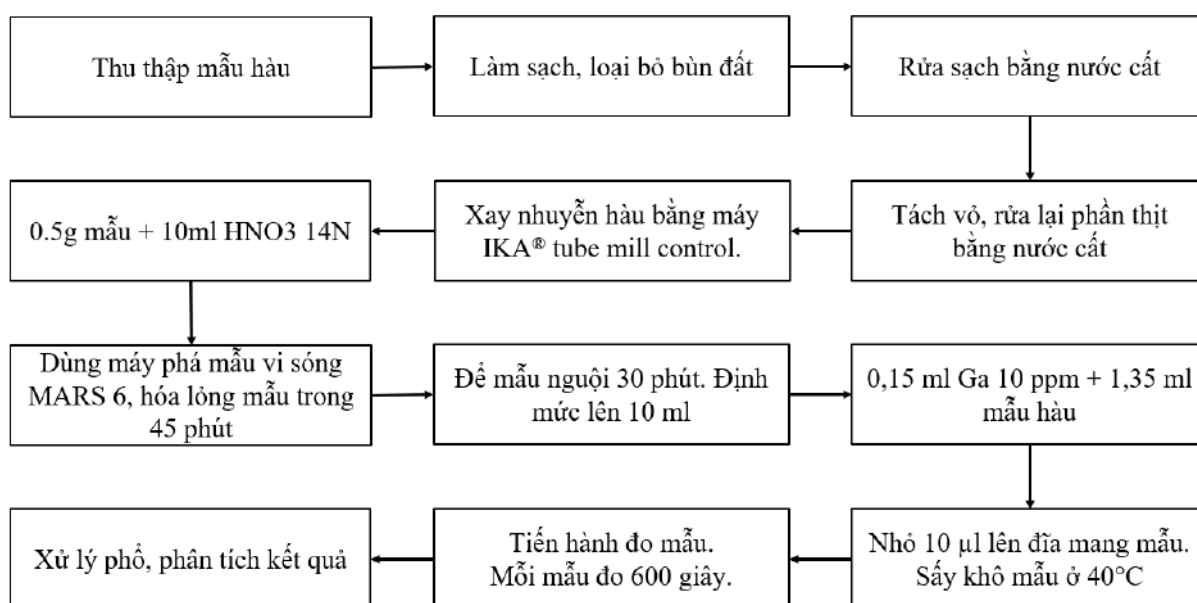 Thu thập mẫu hàu
Làm sạch, loại bỏ bùn đất
Rửa sạch bằng nước cất
Tách vỏ, rửa lại phần thịt
bằng nước cất
Xay nhuyễn hàu bằng máy
IKA® tube mill control.
0.5g mẫu + 10ml HNO3 14N
Dùng máy phá mẫu vi sóng
MARS 6, hóa lỏng mẫu trong
45 phút
Để mẫu nguội 30 phút. Định
mức lên 10 ml
0,15 ml Ga 10 ppm + 1,35 ml
mẫu hàu
Nhỏ 10 µl lên đĩa mang mẫu.
Sấy khô mẫu ở 40°C
Tiến hành đo mẫu.
Mỗi mẫu đo 600 giây.
Xử lý phổ, phân tích kết quả